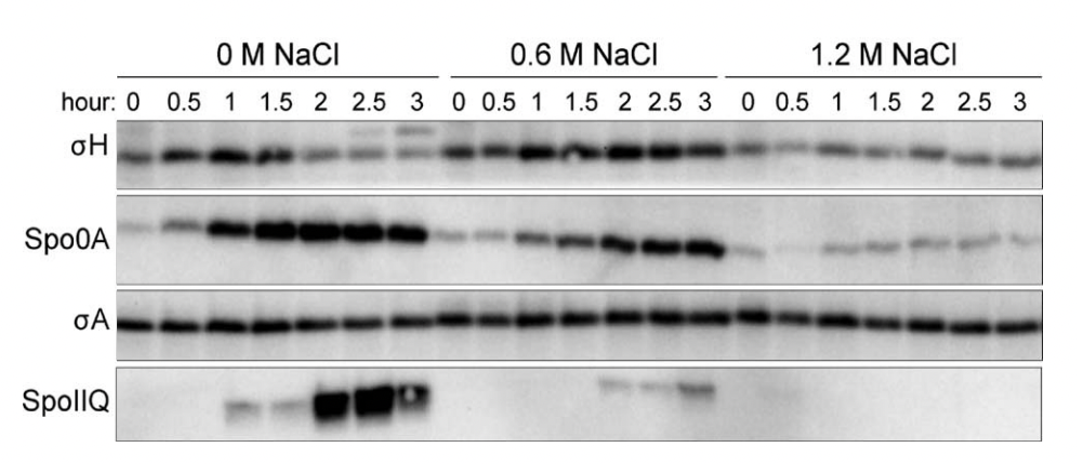 0 M NaCl 0.6 M NaCl 1.2 M NaCl
hour: 0 0.5 1 1.5 2 2.5 3 0 0.5 1 1.5 2 2.5 3 0 0.5 1 1.5 2 2.5 3
σH
Spo0A
σA
SpoIIQ